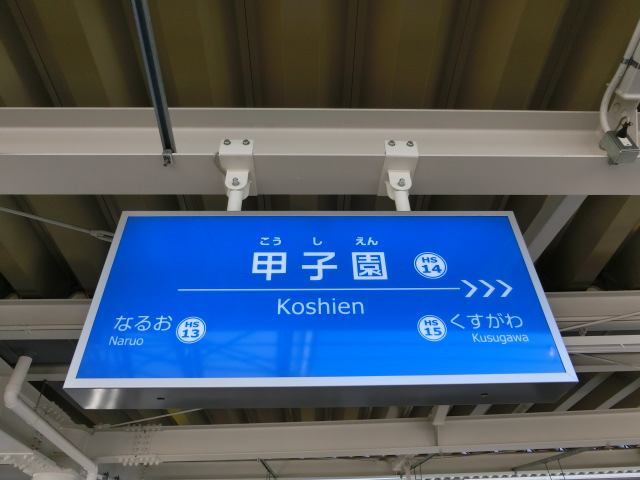 こう し えん
甲子園 HS 14
Koshien
なるお HS 13
Naruo
HS 15 くすがわ
Kusugawa